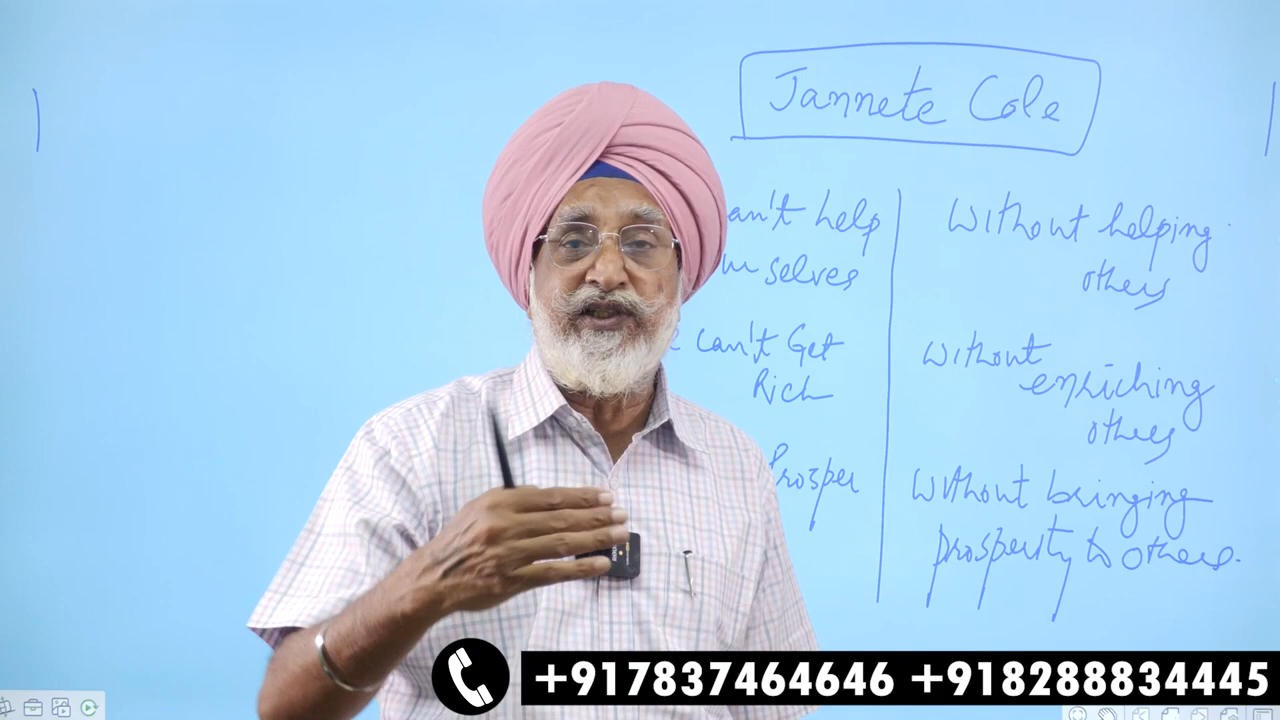 Jannete Cole
an't help
selves
Without helping
others
can't Get
Rich
Without
enriching
others
Prosper
Without bringing
prosperity to others.
+917837464646 +918288834445